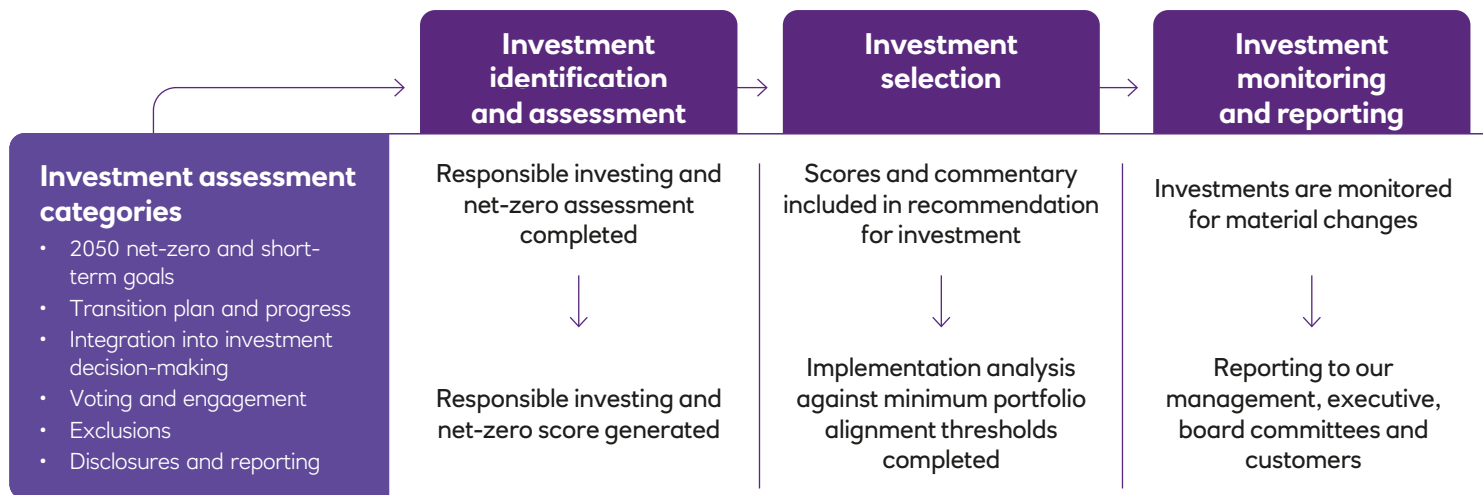 Investment assessment
categories
• 2050 net-zero and short-
term goals
• Transition plan and progress
• Integration into investment
decision-making
• Voting and engagement
• Exclusions
• Disclosures and reporting
Investment
identification
and assessment
Responsible investing and
net-zero assessment
completed
Responsible investing and
net-zero score generated
Investment
selection
Scores and commentary
included in recommendation
for investment
Implementation analysis
against minimum portfolio
alignment thresholds
completed
Investment
monitoring
and reporting
Investments are monitored
for material changes
Reporting to our
management, executive,
board committees and
customers